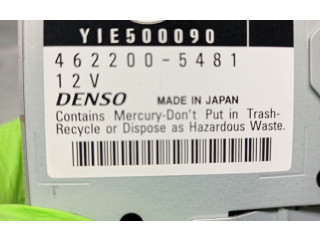 YIE500090
462200-5481
12V
DENSO MADE IN JAPAN
Contains Mercury-Don't Put in Trash-
Recycle or Dispose as Hazardous Waste.